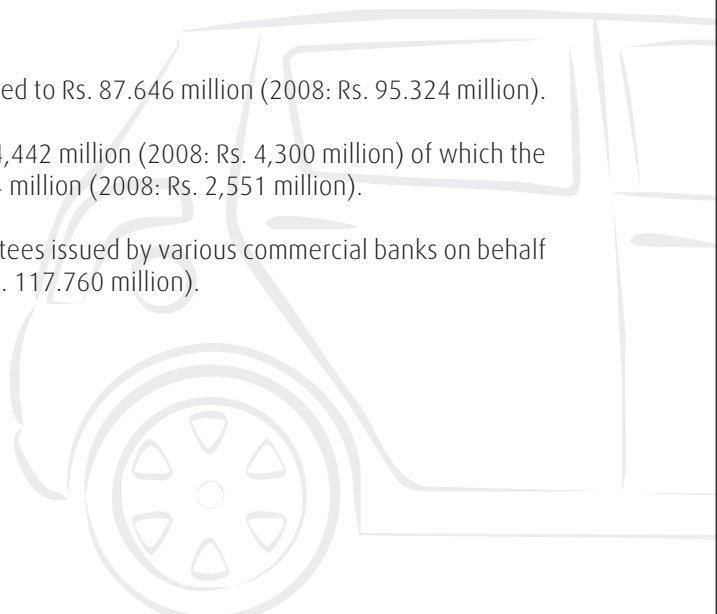 ed to Rs. 87.646 million (2008: Rs. 95.324 million).
,442 million (2008: Rs. 4,300 million) of which the
million (2008: Rs. 2,551 million).
tees issued by various commercial banks on behalf
. 117.760 million).